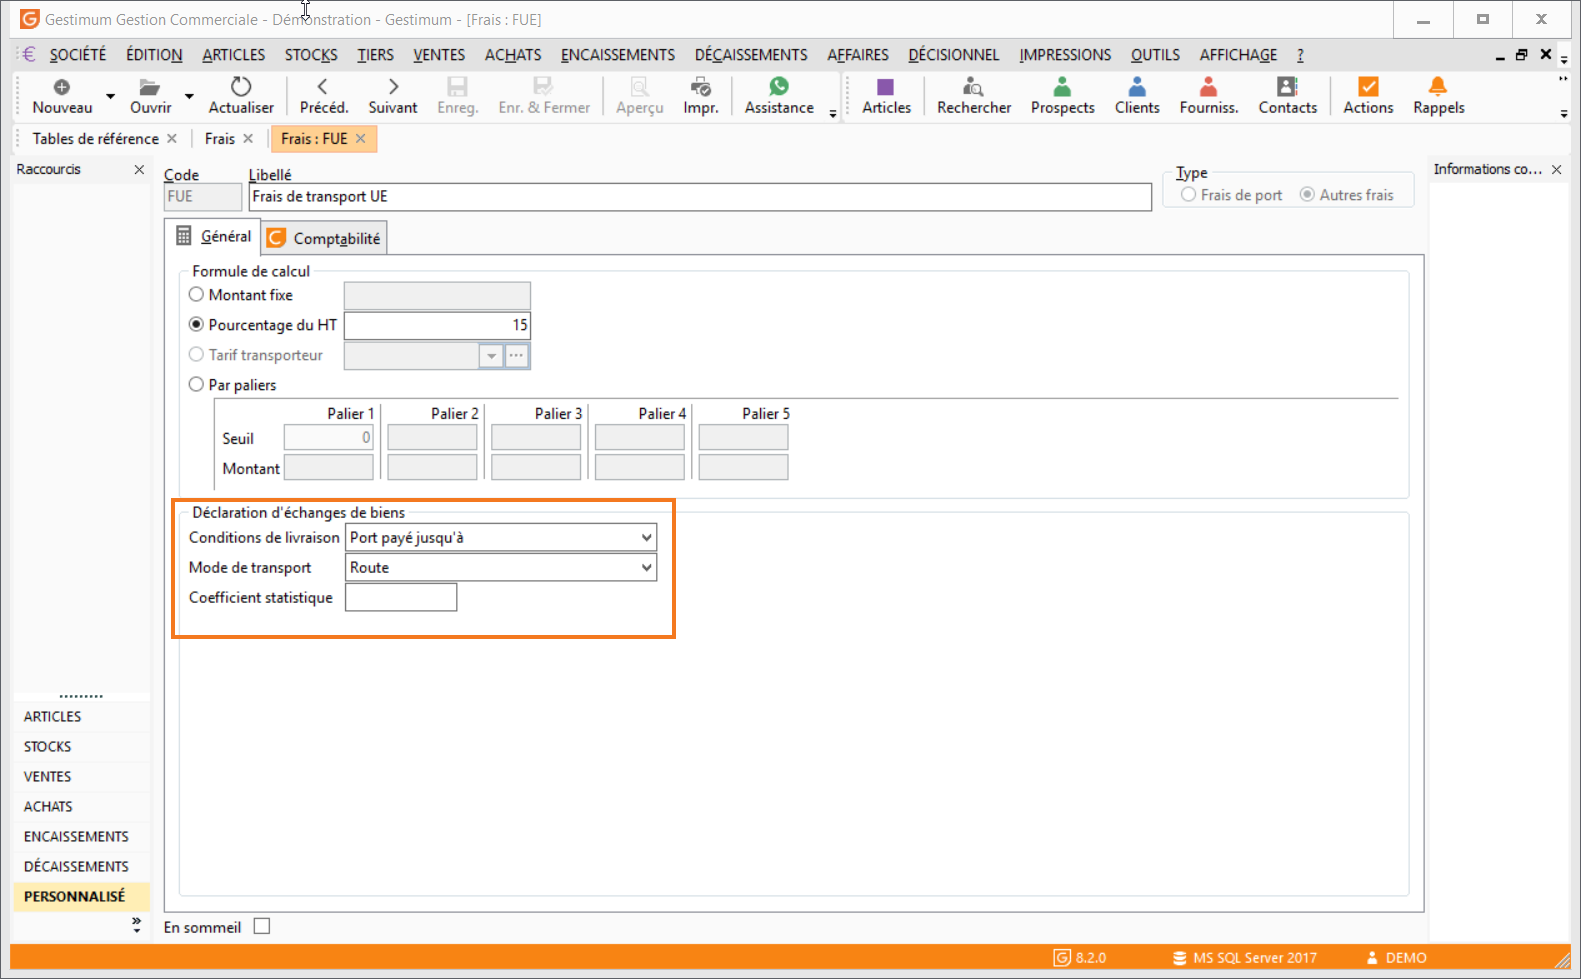 Gestimum Gestion Commerciale - Démonstration - Gestimum - [Frais : FUE]
SOCIÉTÉ ÉDITION ARTICLES STOCKS TIERS VENTES ACHATS ENCAISSEMENTS DÉCAISSEMENTS AFFAIRES DÉCISIONNEL IMPRESSIONS OUTILS AFFICHAGE ?
Nouveau Ouvrir Actualiser Précéd. Suivant Enreg. Enr. & Fermer Aperçu Impr. Assistance Articles Rechercher Prospects Clients Fourniss. Contacts Actions Rappels
Tables de référence Frais Frais : FUE
Raccourcis
Code Libellé
FUE Frais de transport UE
Type
Frais de port Autres frais
Informations co...
Général Comptabilité
Formule de calcul
Montant fixe
Pourcentage du HT 15
Tarif transporteur
Par paliers
Palier 1 Palier 2 Palier 3 Palier 4 Palier 5
Seuil 0
Montant
Déclaration d'échanges de biens
Conditions de livraison Port payé jusqu'à
Mode de transport Route
Coefficient statistique
ARTICLES
STOCKS
VENTES
ACHATS
ENCAISSEMENTS
DÉCAISSEMENTS
PERSONNALISÉ
En sommeil
8.2.0 MS SQL Server 2017 DEMO